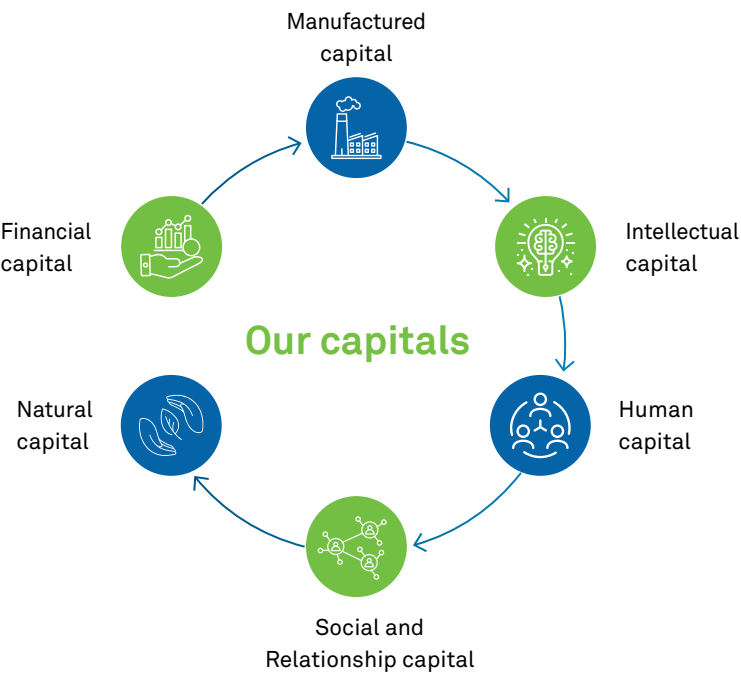 Manufactured
capital
Financial
capital
Intellectual
capital
Our capitals
Natural
capital
Human
capital
Social and
Relationship capital